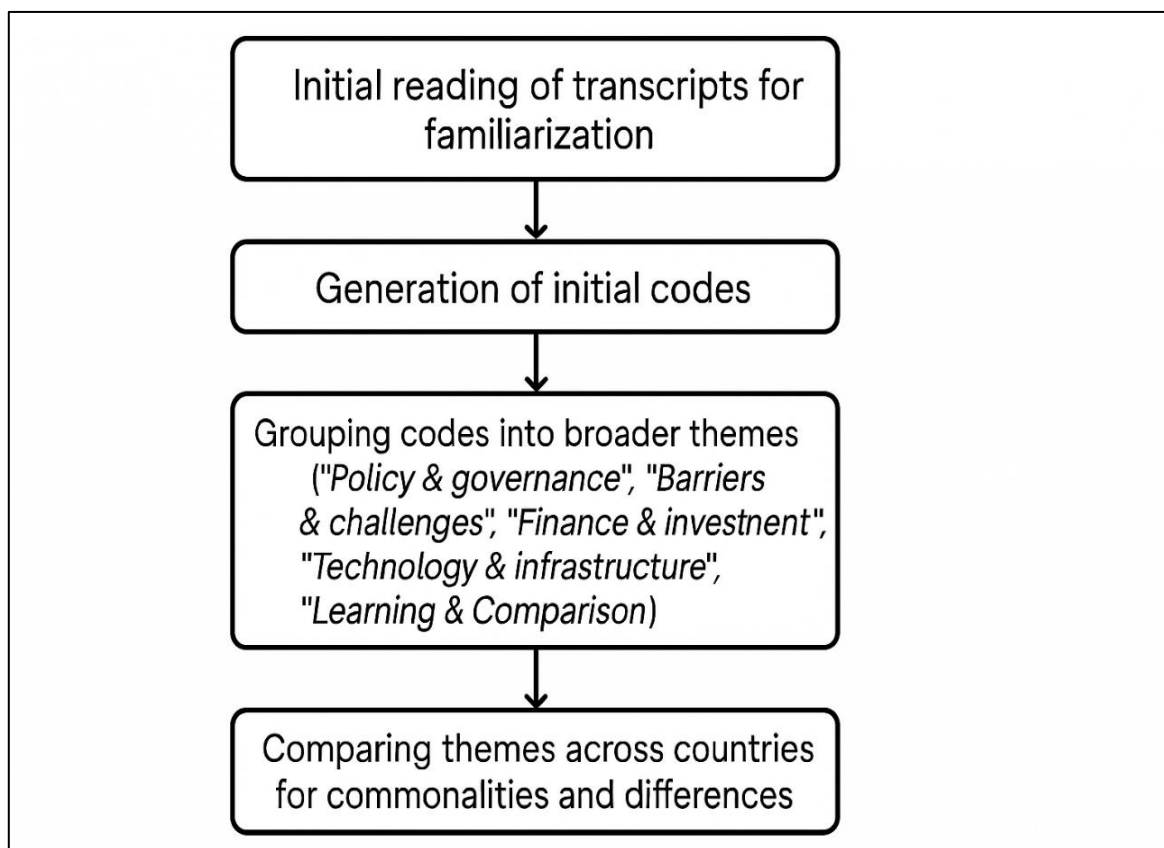 Initial reading of transcripts for
familiarization
Generation of initial codes
Grouping codes into broader themes
("Policy & governance", "Barriers
& challenges", "Finance & investnent",
"Technology & infrastructure",
"Learning & Comparison)
Comparing themes across countries
for commonalities and differences